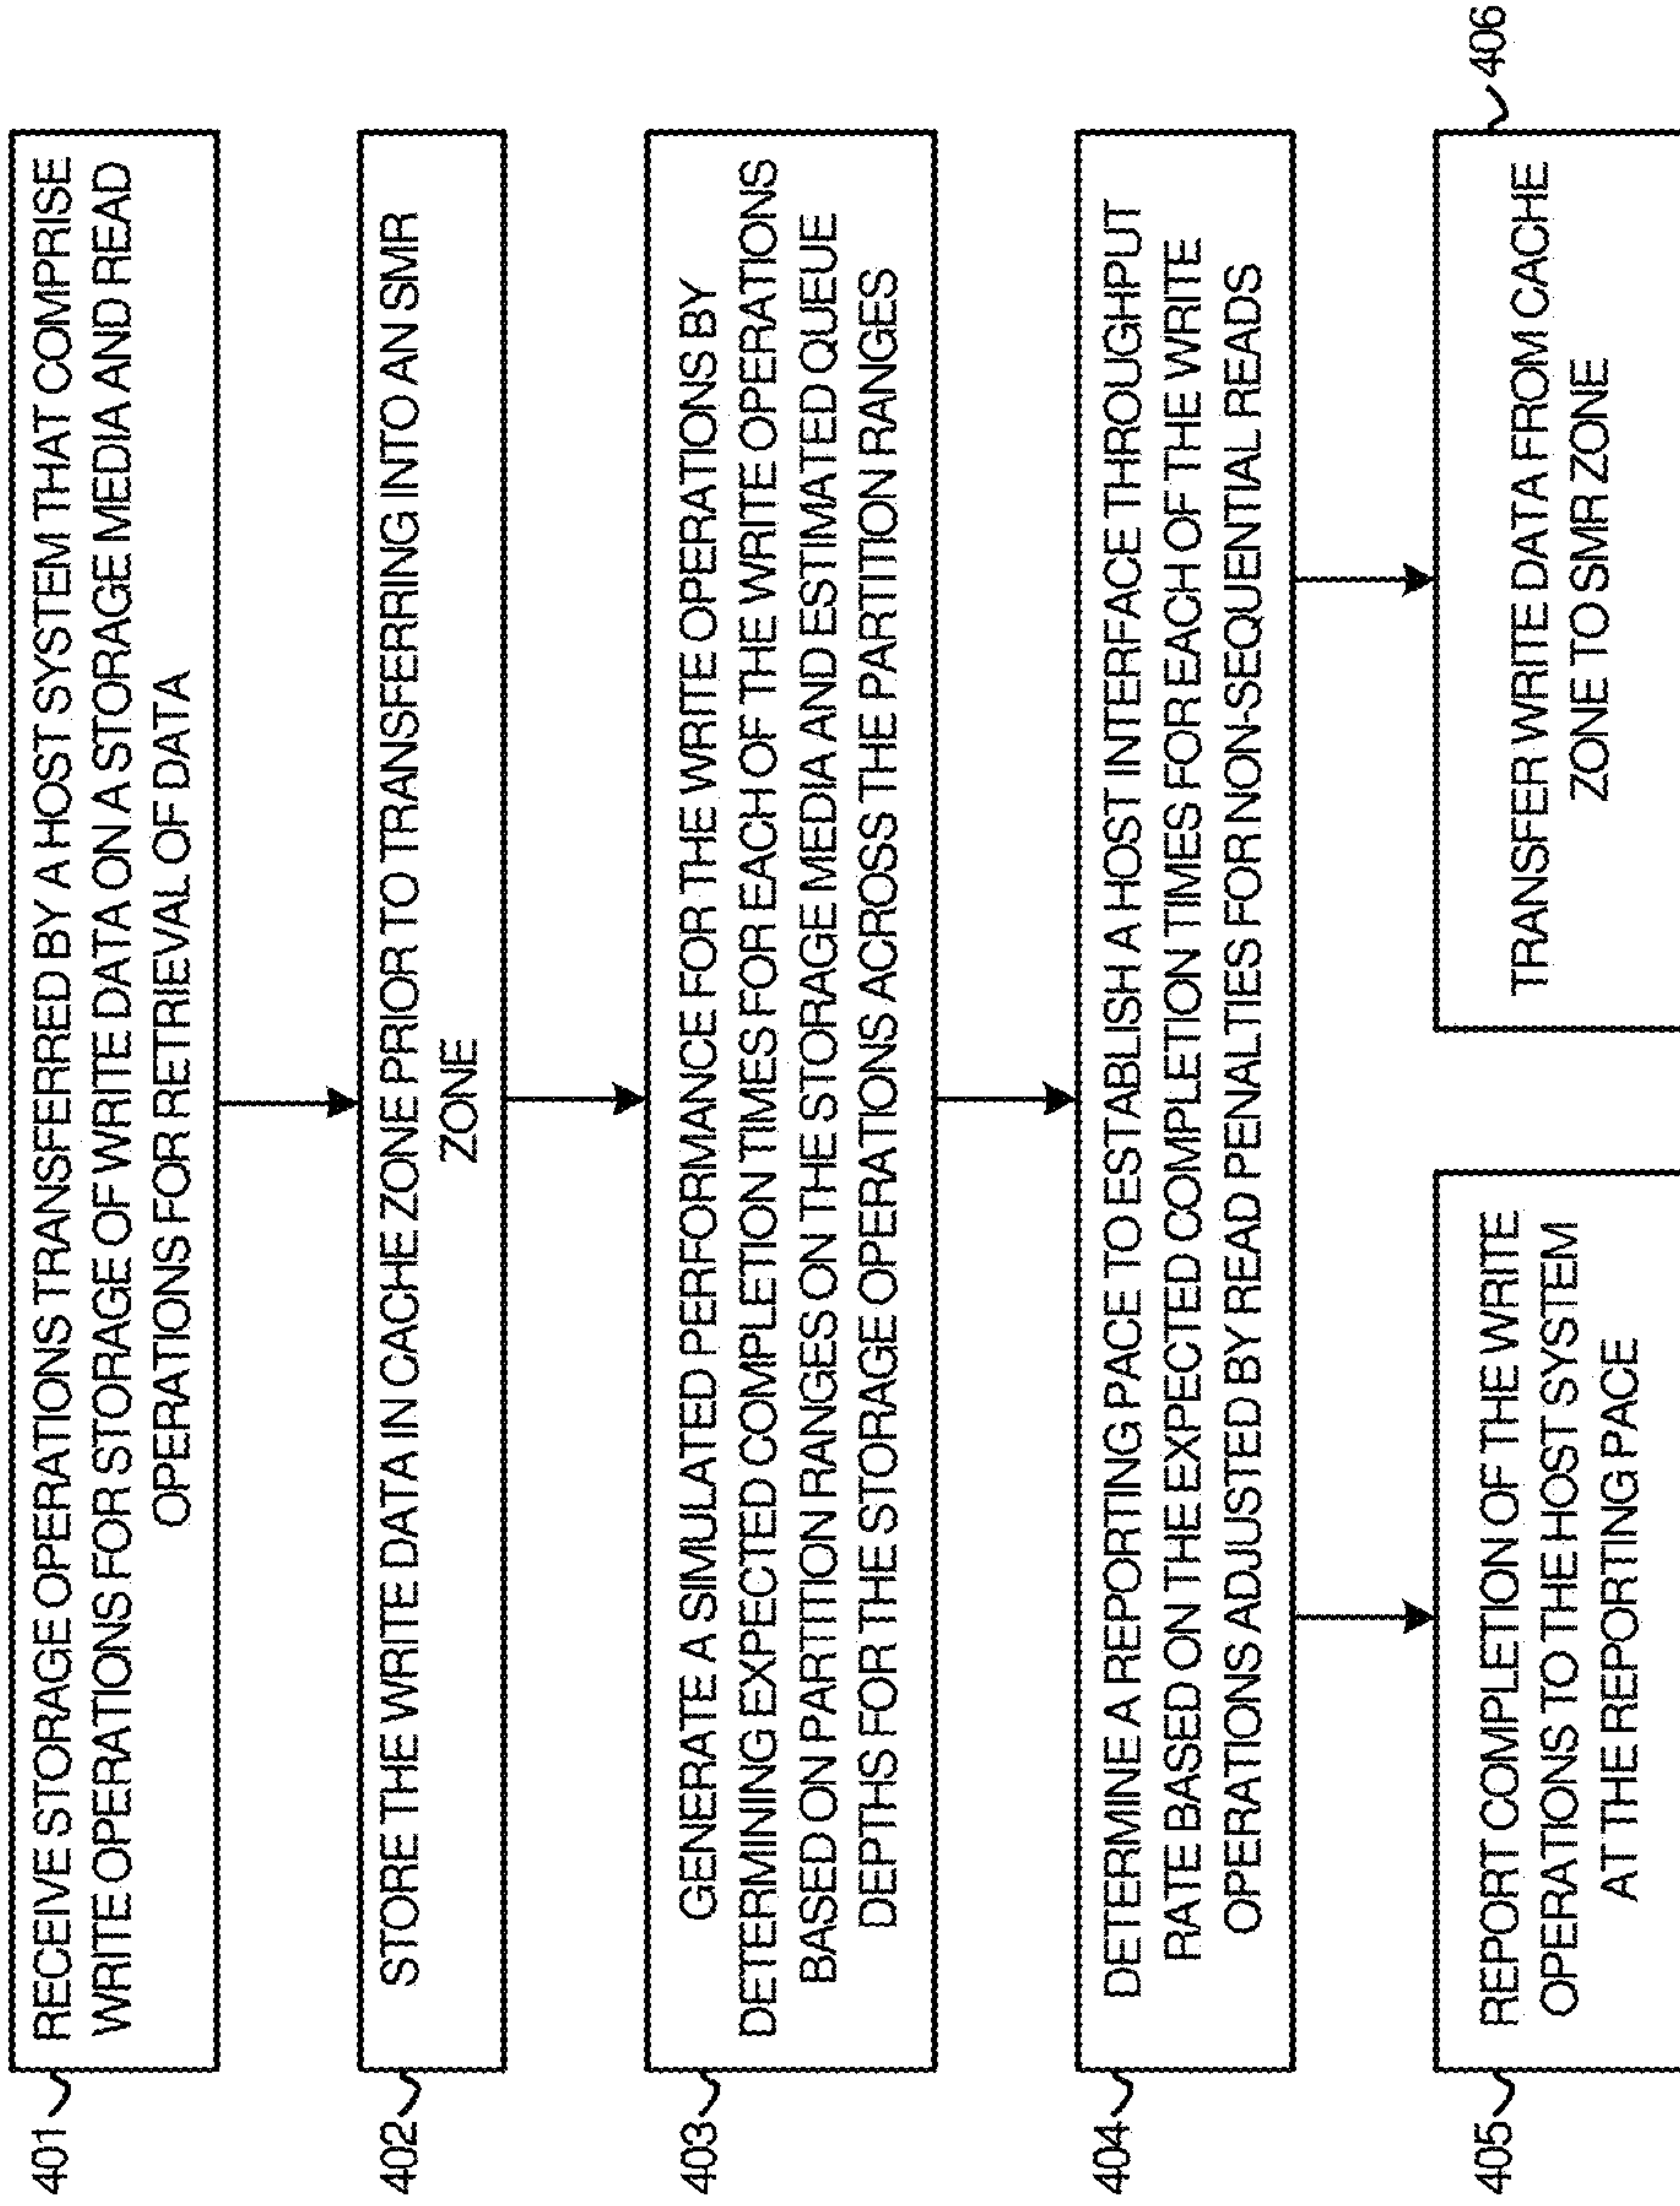 401
RECEIVE STORAGE OPERATIONS TRANSFERRED BY A HOST SYSTEM THAT COMPRISE
WRITE OPERATIONS FOR STORAGE OF WRITE DATA ON A STORAGE MEDIA AND READ
OPERATIONS FOR RETRIEVAL OF DATA
402
STORE THE WRITE DATA IN CACHE ZONE PRIOR TO TRANSFERRING INTO AN SMR
ZONE
403
GENERATE A SIMULATED PERFORMANCE FOR THE WRITE OPERATIONS BY
DETERMINING EXPECTED COMPLETION TIMES FOR EACH OF THE WRITE OPERATIONS
BASED ON PARTITION RANGES ON THE STORAGE MEDIA AND ESTIMATED QUEUE
DEPTHS FOR THE STORAGE OPERATIONS ACROSS THE PARTITION RANGES
404
DETERMINE A REPORTING PACE TO ESTABLISH A HOST INTERFACE THROUGHPUT
RATE BASED ON THE EXPECTED COMPLETION TIMES FOR EACH OF THE WRITE
OPERATIONS ADJUSTED BY READ PENALTIES FOR NON-SEQUENTIAL READS
405
REPORT COMPLETION OF THE WRITE
OPERATIONS TO THE HOST SYSTEM
AT THE REPORTING PACE
406
TRANSFER WRITE DATA FROM CACHE
ZONE TO SMR ZONE